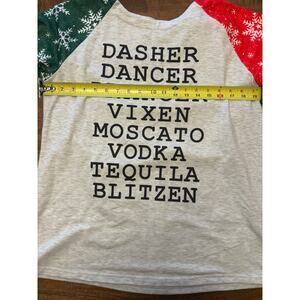 DASHER
DANCER
VIXEN
MOSCATO
VODKA
TEQUILA
BLITZEN